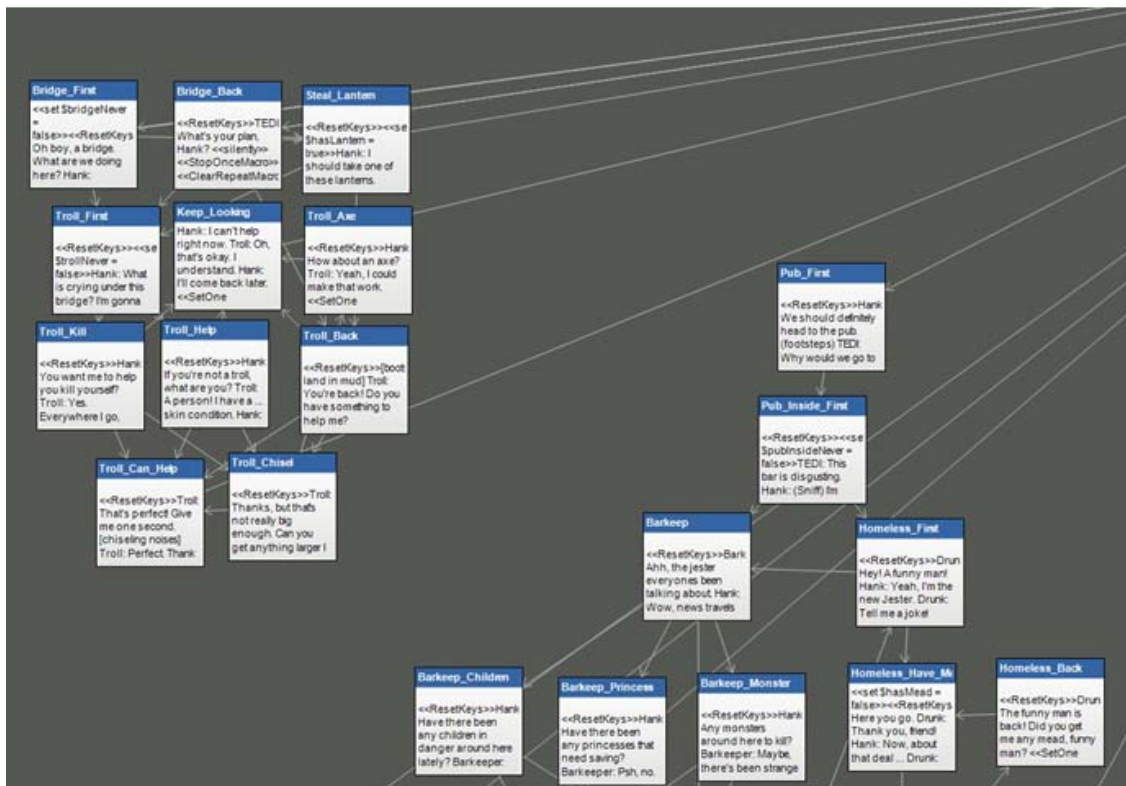 Bridge_First
<<set $bridgeNever
=
false>><<ResetKeys
Oh boy, a bridge.
What are we doing
here? Hank:
Bridge_Back
<<ResetKeys>>TEDI
What's your plan,
Hank? <<silently>>
<<StopOnceMacro>>
<<ClearRepeatMacro
Steal_Lantern
<<ResetKeys>><<se
$hasLantern =
true>>Hank: I
should take one of
these lanterns.
Troll_First
<<ResetKeys>><<se
$trollNever =
false>>Hank: What
is crying under this
bridge? I'm gonna
Keep_Looking
Hank: I can't help
right now. Troll: Oh,
that's okay. I
understand. Hank:
I'll come back later.
<<SetOne
Troll_Axe
<<ResetKeys>>Hank
How about an axe?
Troll: Yeah, I could
make that work.
<<SetOne
Troll_Kill
<<ResetKeys>>Hank
You want me to help
you kill yourself?
Troll: Yes.
Everywhere I go,
Troll_Help
<<ResetKeys>>Hank
If you're not a troll,
what are you? Troll:
A person! I have a ...
skin condition. Hank:
Troll_Back
<<ResetKeys>>[boot
land in mud] Troll:
You're back! Do you
have something to
help me?
Troll_Can_Help
<<ResetKeys>>Troll:
That's perfect! Give
me one second.
[chiseling noises]
Troll: Perfect. Thank
Troll_Chisel
<<ResetKeys>>Troll:
Thanks, but that's
not really big
enough. Can you
get anything larger I
Pub_First
<<ResetKeys>>Hank
We should definitely
head to the pub.
(footsteps) TEDI:
Why would we go to
Pub_Inside_First
<<ResetKeys>><<se
$pubInsideNever =
false>>TEDI: This
bar is disgusting.
Hank: (Sniff) I'm
Barkeep
<<ResetKeys>>Bark
Ahh, the jester
everyones been
talking about. Hank:
Wow, news travels
Homeless_First
<<ResetKeys>>Drun
Hey! A funny man!
Hank: Yeah, I'm the
new Jester. Drunk:
Tell me a joke!
Barkeep_Children
<<ResetKeys>>Hank
Have there been
any children in
danger around here
lately? Barkeeper:
Barkeep_Princess
<<ResetKeys>>Hank
Have there been
any princesses that
need saving?
Barkeeper: Psh, no.
Barkeep_Monster
<<ResetKeys>>Hank
Any monsters
around here to kill?
Barkeeper: Maybe,
there's been strange
Homeless_Have_Me
<<set $hasMead =
false>><<ResetKeys
Here you go. Drunk:
Thank you, friend!
Hank: Now, about
that deal ... Drunk:
Homeless_Back
<<ResetKeys>>Drun
The funny man is
back! Did you get
me any mead, funny
man? <<SetOne